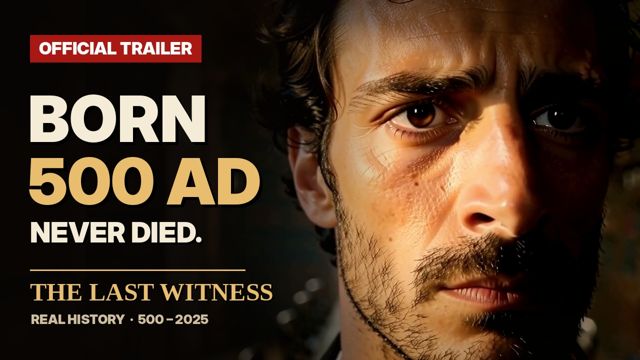 OFFICIAL TRAILER
BORN
500 AD
NEVER DIED.
THE LAST WITNESS
REAL HISTORY · 500–2025